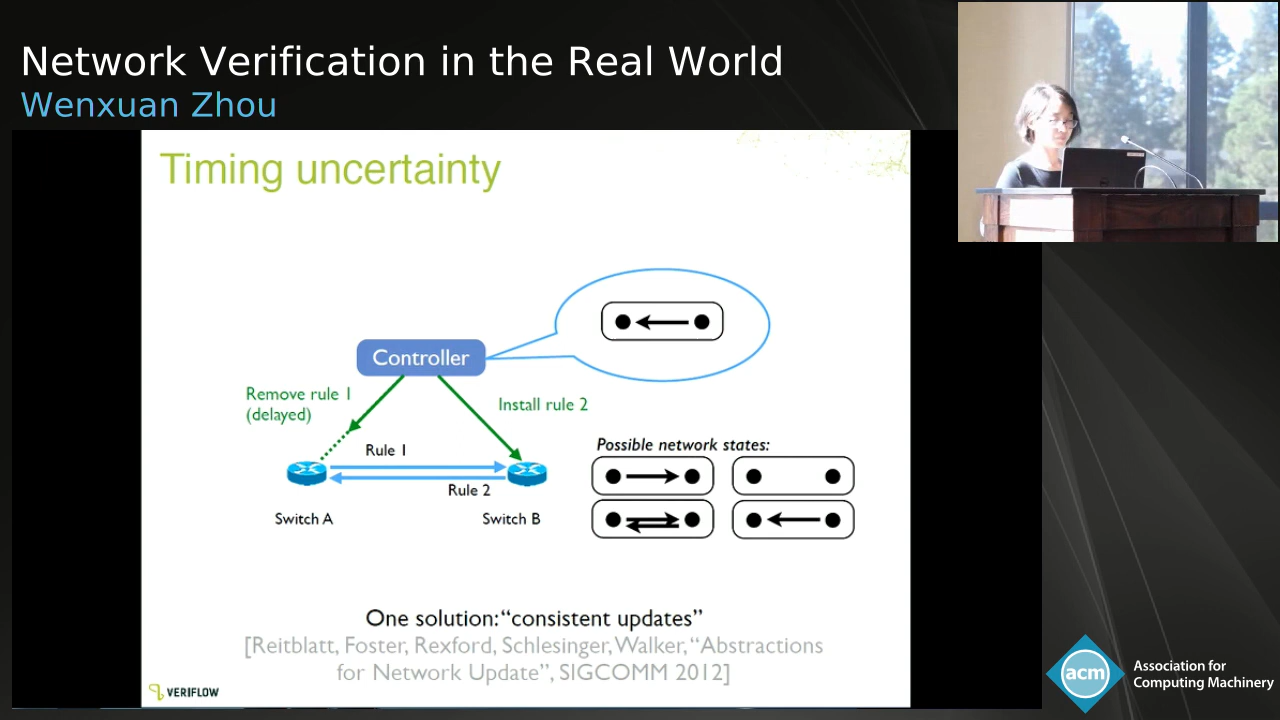 Network Verification in the Real World
Wenxuan Zhou
Timing uncertainty
Controller
Remove rule 1
(delayed)
Install rule 2
Rule 1
Rule 2
Switch A
Switch B
Possible network states:
One solution: “consistent updates”
[Reitblatt, Foster, Rexford, Schlesinger, Walker, “Abstractions
for Network Update”, SIGCOMM 2012]
VERIFLOW
acm
Association for
Computing Machinery